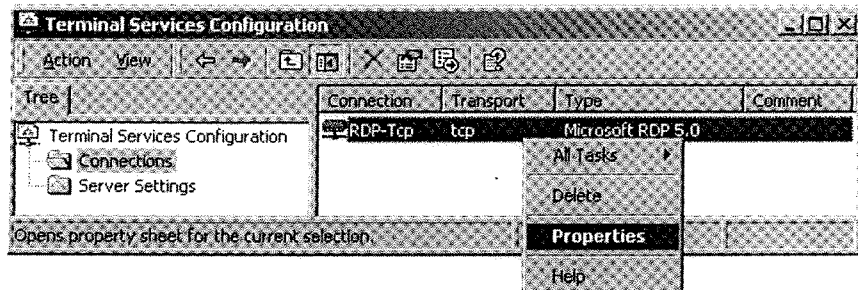 Terminal Services Configuration
Action View
Tree
Connection Transport Type Comment
Terminal Services Configuration
Connections
Server Settings
RDP-Tcp tcp Microsoft RDP 5.0
All Tasks
Delete
Properties
Help
Opens property sheet for the current selection.